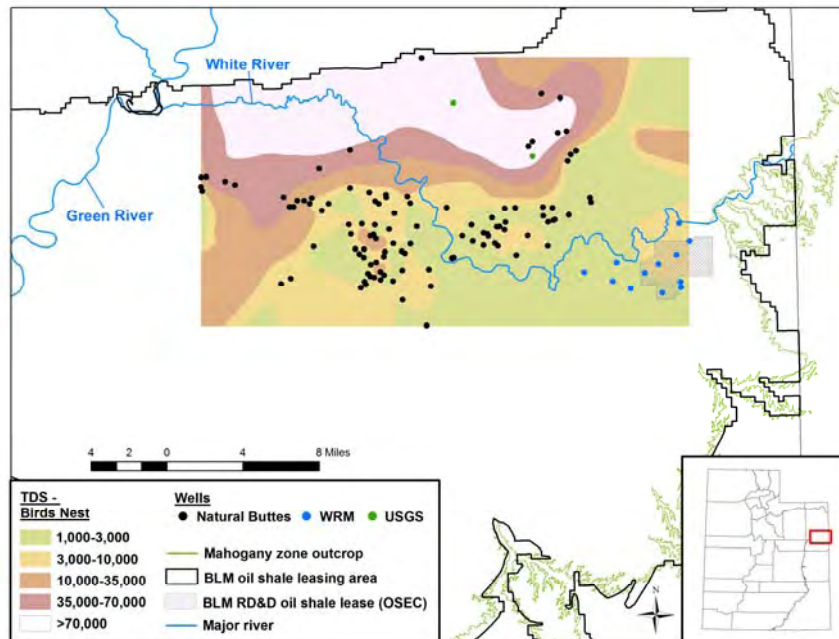 White River
Green River
4 2 0 4 8 Miles
TDS -
Birds Nest
1,000-3,000
3,000-10,000
10,000-35,000
35,000-70,000
>70,000
Wells
Natural Buttes WRM USGS
Mahogany zone outcrop
BLM oil shale leasing area
BLM RD&D oil shale lease (OSEC)
Major river
N